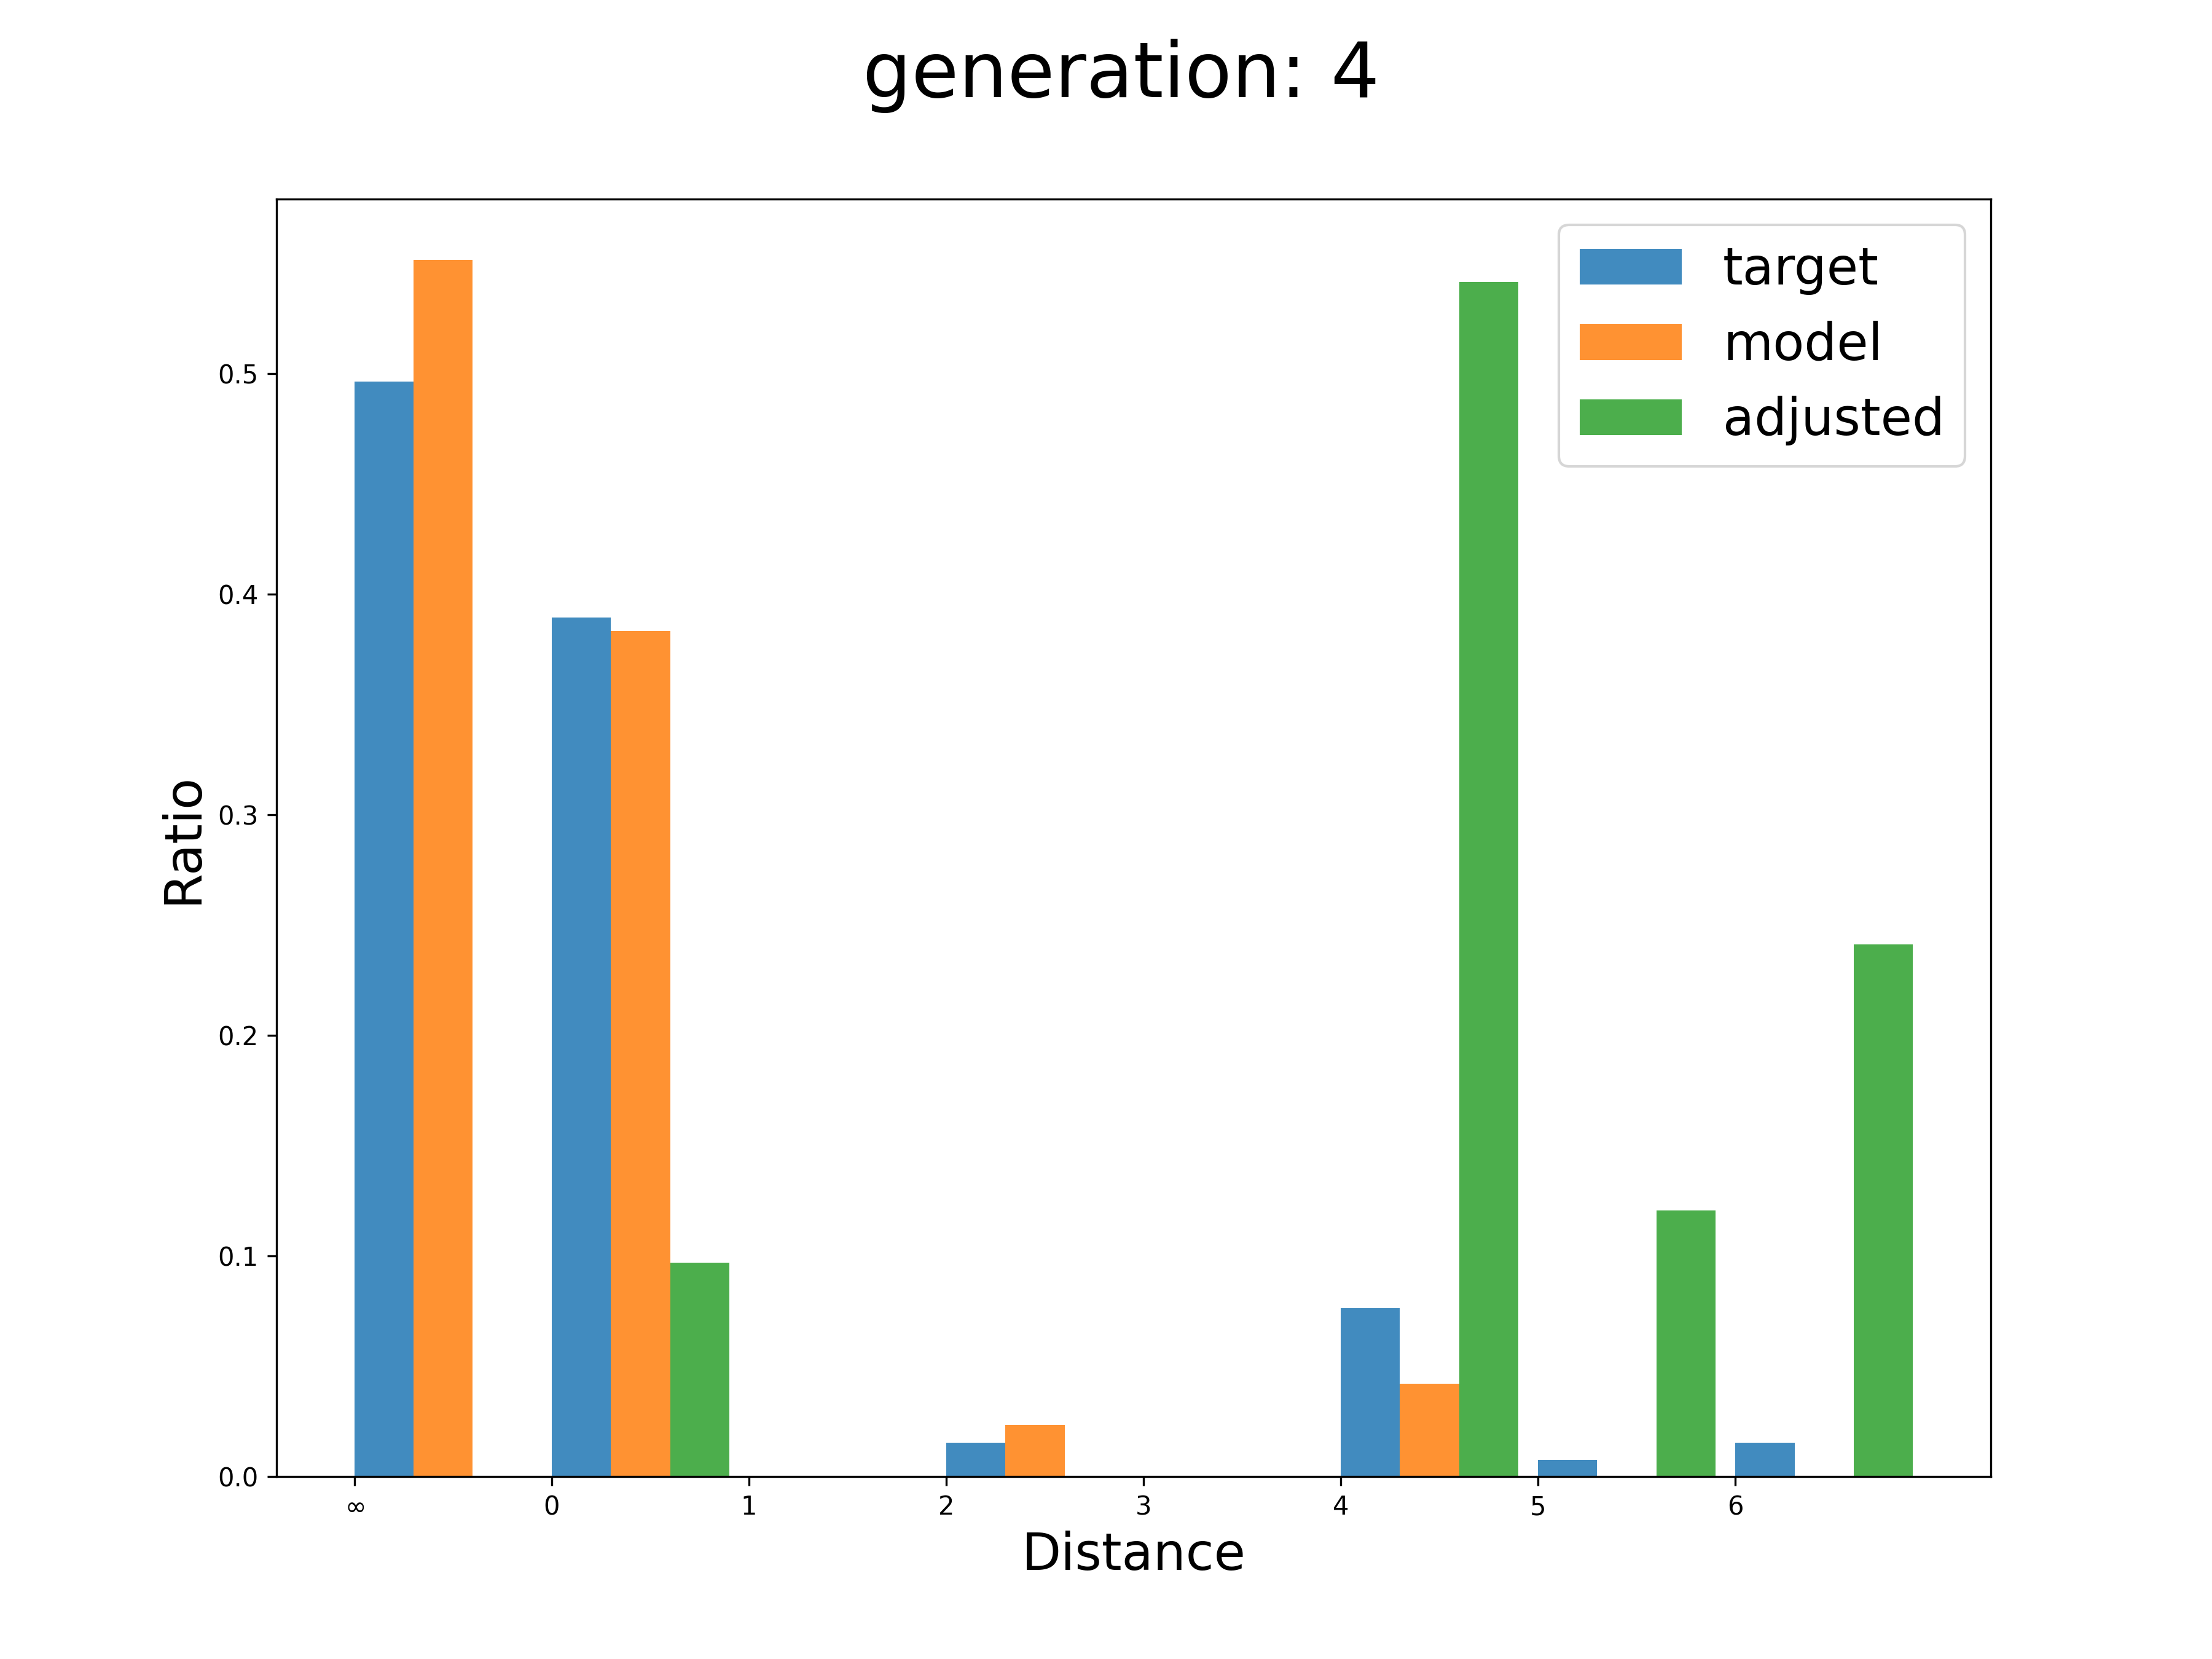 generation: 4
target
model
adjusted
Ratio
0.5
0.4
0.3
0.2
0.1
0.0
∞ 0 1 2 3 4 5 6
Distance